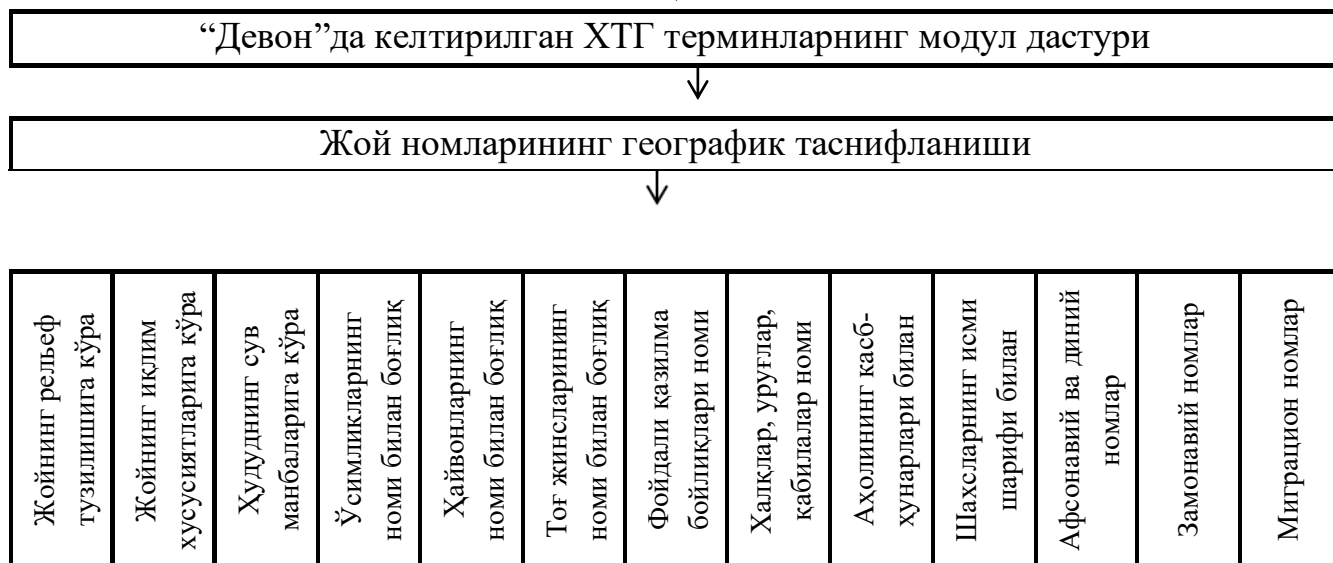 “Девон”да келтирилган ХТГ терминларнинг модул дастури
Жой номларининг географик таснифланиши
Жойнинг рельеф
тузилишига кўра
Жойнинг иқлим
хусусиятларига кўра
Ҳудуднинг сув
манбаларига кўра
Ўсимликларнинг
номи билан боғлиқ
Ҳайвонларнинг
номи билан боғлиқ
Тоғ жинсларининг
номи билан боғлиқ
Фойдали қазилма
бойлиқлари номи
Халқлар, уруғлар,
қабилалар номи
Аҳолининг касб-
ҳунарлари билан
Шахсларнинг исми
шарифи билан
Афсонавий ва диний
номлар
Замонавий номлар
Миграцион номлар